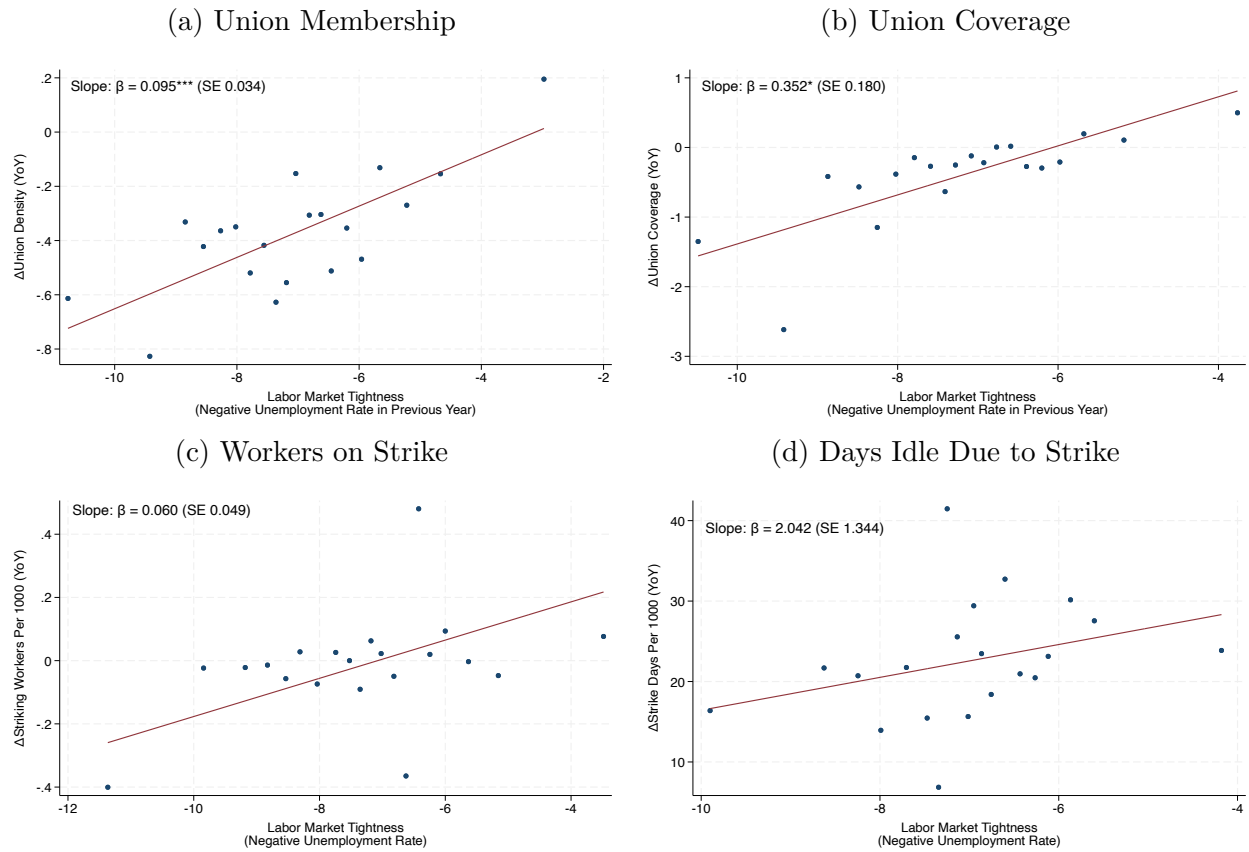 (a) Union Membership
Slope: β = 0.095*** (SE 0.034)
ΔUnion Density (YoY)
.2
0
-.2
-.4
-.6
-.8
-10
-8
-6
-4
-2
Labor Market Tightness
(Negative Unemployment Rate in Previous Year)
(b) Union Coverage
Slope: β = 0.352* (SE 0.180)
ΔUnion Coverage (YoY)
1
0
-1
-2
-3
-10
-8
-6
-4
Labor Market Tightness
(Negative Unemployment Rate in Previous Year)
(c) Workers on Strike
Slope: β = 0.060 (SE 0.049)
ΔStriking Workers Per 1000 (YoY)
.4
.2
0
-.2
-.4
-12
-10
-8
-6
-4
Labor Market Tightness
(Negative Unemployment Rate)
(d) Days Idle Due to Strike
Slope: β = 2.042 (SE 1.344)
ΔStrike Days Per 1000 (YoY)
40
30
20
10
-10
-8
-6
-4
Labor Market Tightness
(Negative Unemployment Rate)